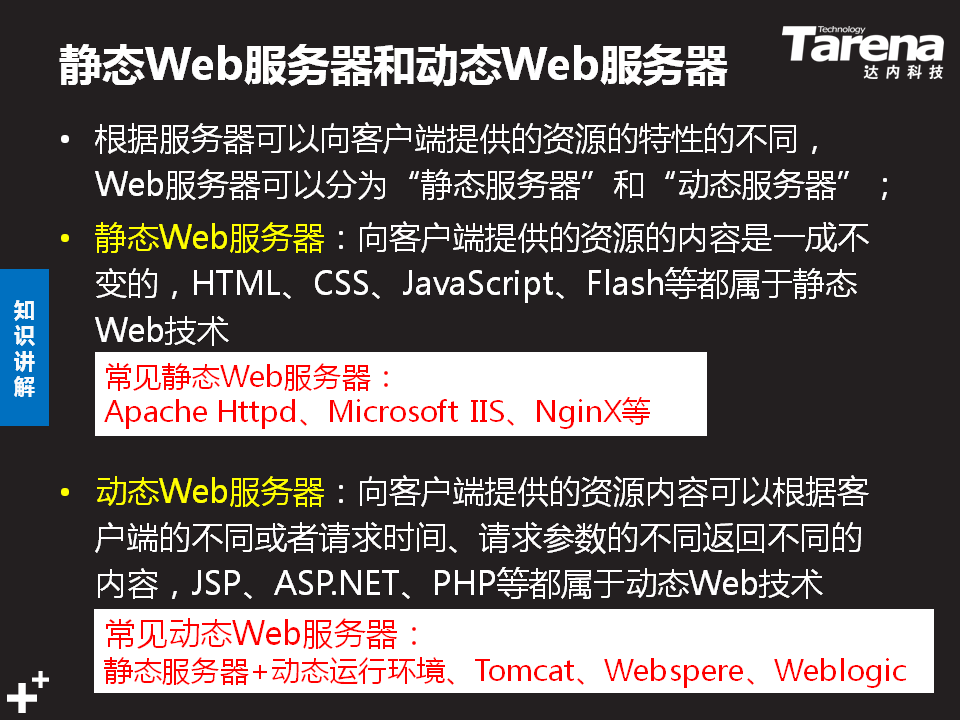 静态Web服务器和动态Web服务器
Technology
Tarena
达内科技
• 根据服务器可以向客户端提供的资源的特性的不同，
Web服务器可以分为“静态服务器”和“动态服务器”；
• 静态Web服务器：向客户端提供的资源的内容是一成不
变的，HTML、CSS、JavaScript、Flash等都属于静态
Web技术
知识讲解
常见静态Web服务器：
Apache Httpd、Microsoft IIS、NginX等
• 动态Web服务器：向客户端提供的资源内容可以根据客
户端的不同或者请求时间、请求参数的不同返回不同的
内容，JSP、ASP.NET、PHP等都属于动态Web技术
常见动态Web服务器：
静态服务器+动态运行环境、Tomcat、Webspere、Weblogic